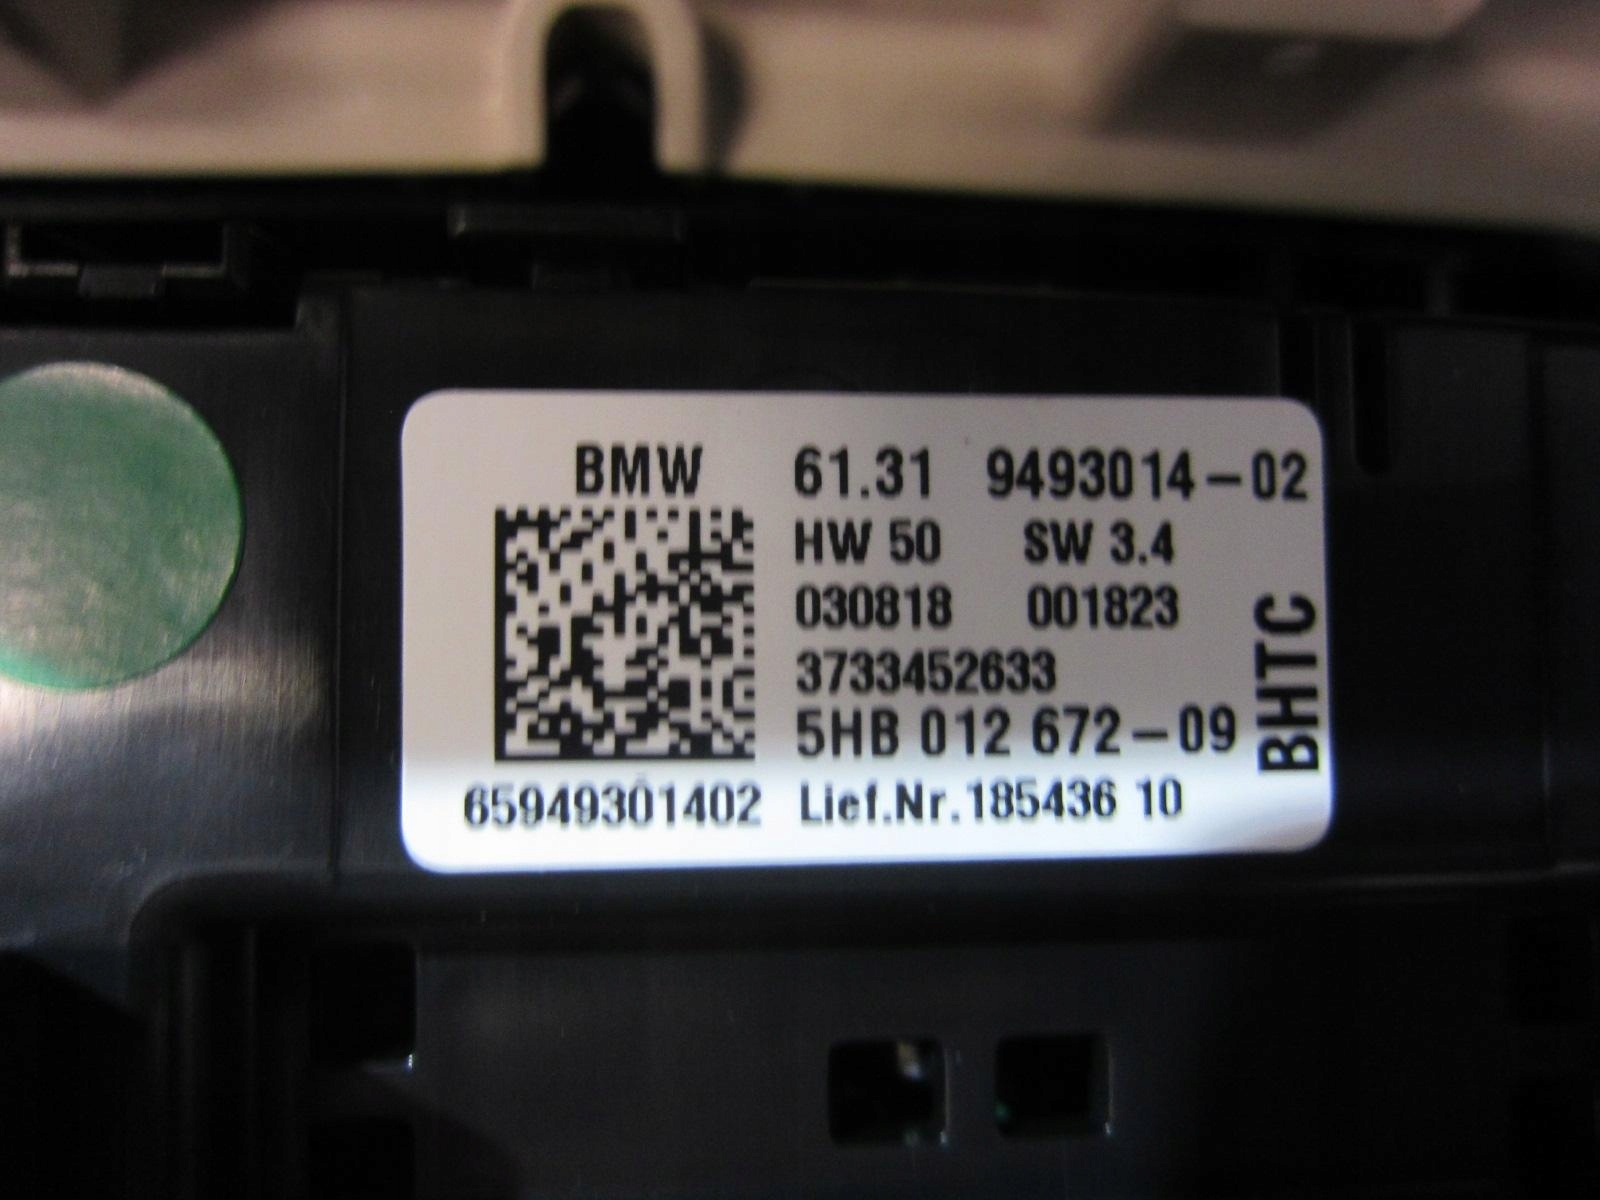 BMW 61.31 9493014-02
HW 50 SW 3.4
030818 001823
3733452633
5HB 012 672-09
65949301402 Lief.Nr.185436 10
BHTC